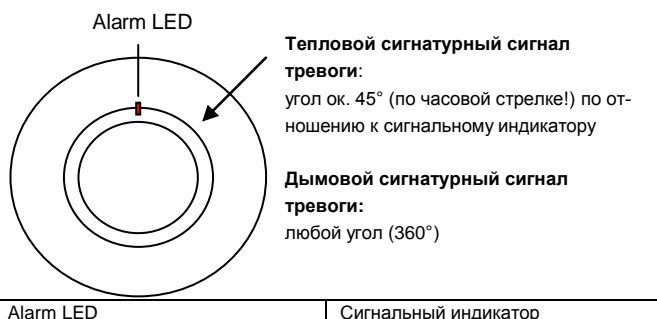 Alarm LED
Тепловой сигнатурный сигнал
тревоги:
угол ок. 45° (по часовой стрелке!) по от-
ношению к сигнальному индикатору
Дымовой сигнатурный сигнал
тревоги:
любой угол (360°)
Alarm LED Сигнальный индикатор